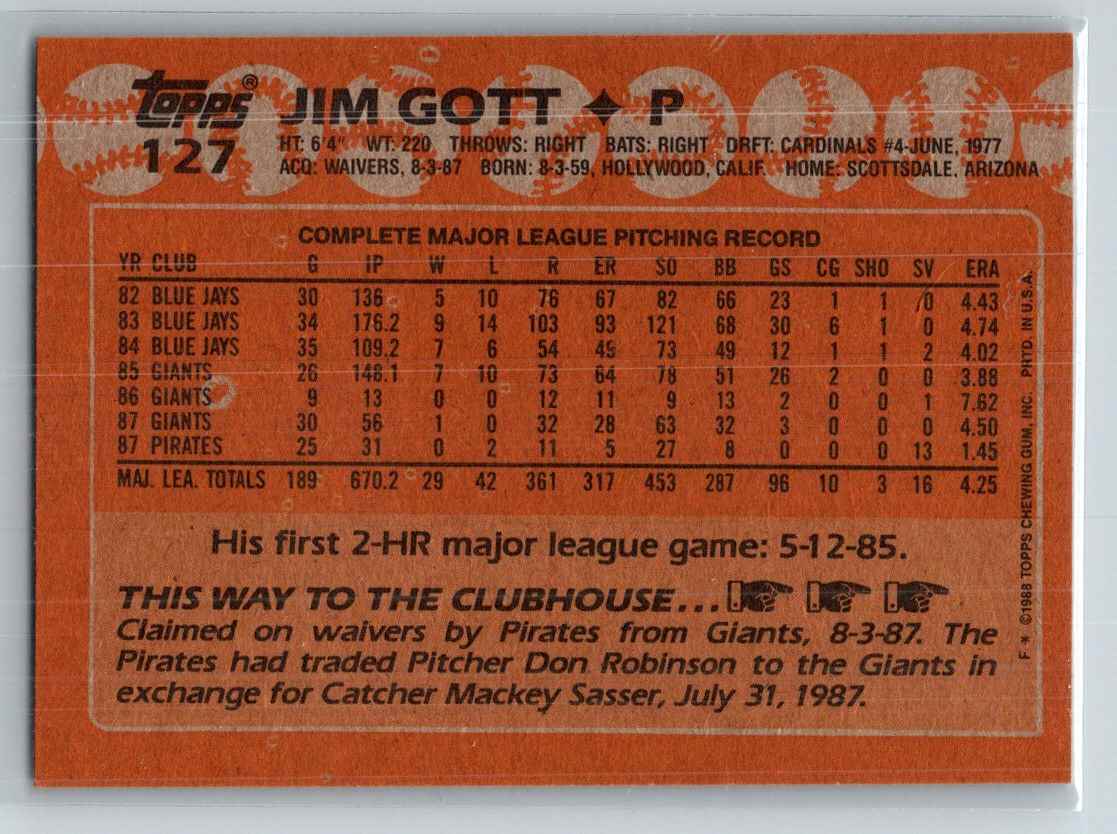 topps®
JIM GOTT ✦ P
127
HT: 6'4" WT: 220 THROWS: RIGHT BATS: RIGHT DRFT: CARDINALS #4-JUNE, 1977
ACQ: WAIVERS, 8-3-87 BORN: 8-3-59, HOLLYWOOD, CALIF. HOME: SCOTTSDALE, ARIZONA
COMPLETE MAJOR LEAGUE PITCHING RECORD
YR CLUB G IP W L R ER SO BB GS CG SHO SV ERA
82 BLUE JAYS 30 136 5 10 76 67 82 66 23 1 1 0 4.43
83 BLUE JAYS 34 176.2 9 14 103 93 121 68 30 6 1 0 4.74
84 BLUE JAYS 35 109.2 7 6 54 49 73 49 12 1 1 2 4.02
85 GIANTS 26 148.1 7 10 73 64 78 51 26 2 0 0 3.88
86 GIANTS 9 13 0 0 12 11 9 13 2 0 0 1 7.62
87 GIANTS 30 56 1 0 32 28 63 32 3 0 0 0 4.50
87 PIRATES 25 31 0 2 11 5 27 8 0 0 0 13 1.45
MAJ. LEA. TOTALS 189 670.2 29 42 361 317 453 287 96 10 3 16 4.25
His first 2-HR major league game: 5-12-85.
THIS WAY TO THE CLUBHOUSE...
Claimed on waivers by Pirates from Giants, 8-3-87. The
Pirates had traded Pitcher Don Robinson to the Giants in
exchange for Catcher Mackey Sasser, July 31, 1987.
F * ©1988 TOPPS CHEWING GUM, INC. PRTD. IN U.S.A.